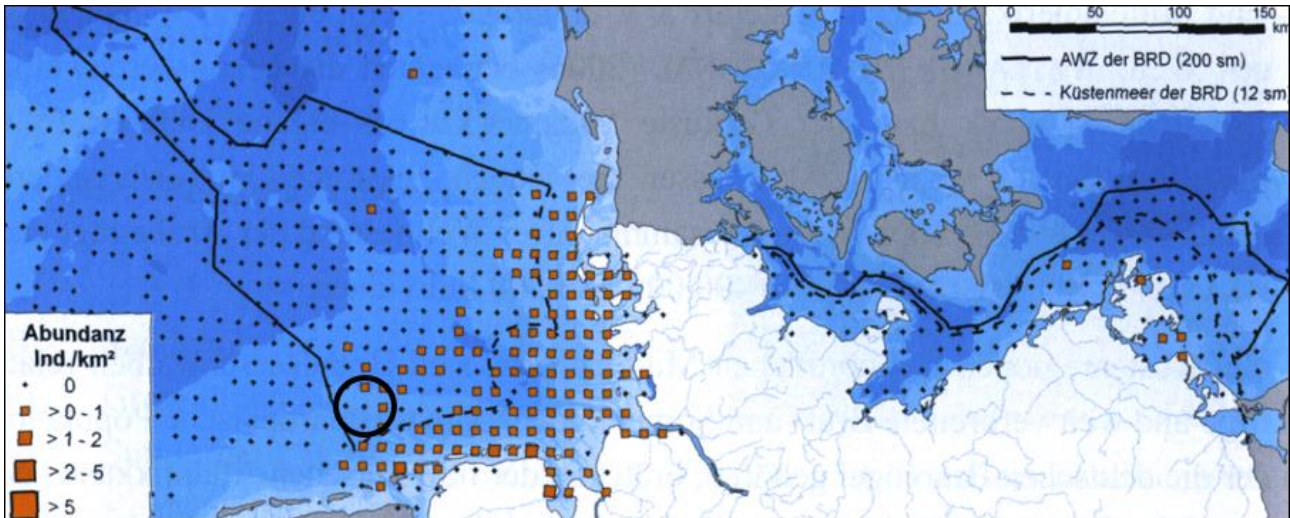 0 50 100 150
km
AWZ der BRD (200 sm)
Küstenmeer der BRD (12 sm
Abundanz
Ind./km²
0
> 0 - 1
> 1 - 2
> 2 - 5
> 5